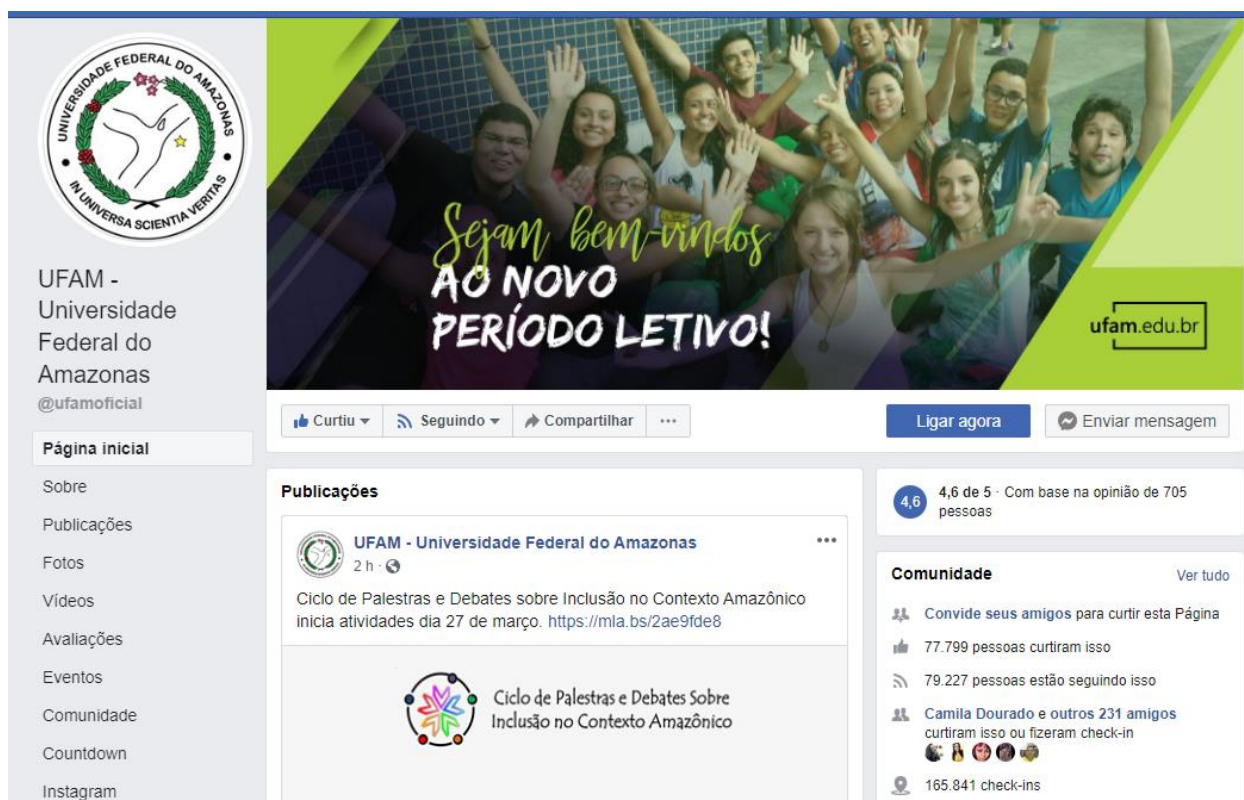 UNIVERSIDADE FEDERAL DO AMAZONAS
IN UNIVERSA SCIENTIA VERITAS
UFAM -
Universidade
Federal do
Amazonas
@ufamoficial
Página inicial
Sobre
Publicações
Fotos
Vídeos
Avaliações
Eventos
Comunidade
Countdown
Instagram
Sejam bem-vindos
AO NOVO
PERÍODO LETIVO!
ufam.edu.br
Curtiu
Seguindo
Compartilhar
Ligar agora
Enviar mensagem
Publicações
UFAM - Universidade Federal do Amazonas
2 h ·
Ciclo de Palestras e Debates sobre Inclusão no Contexto Amazônico
inicia atividades dia 27 de março. https://mla.bs/2ae9fde8
Ciclo de Palestras e Debates Sobre
Inclusão no Contexto Amazônico
4,6
4,6 de 5 · Com base na opinião de 705
pessoas
Comunidade
Ver tudo
Convide seus amigos para curtir esta Página
77.799 pessoas curtiram isso
79.227 pessoas estão seguindo isso
Camila Dourado e outros 231 amigos
curtiram isso ou fizeram check-in
165.841 check-ins